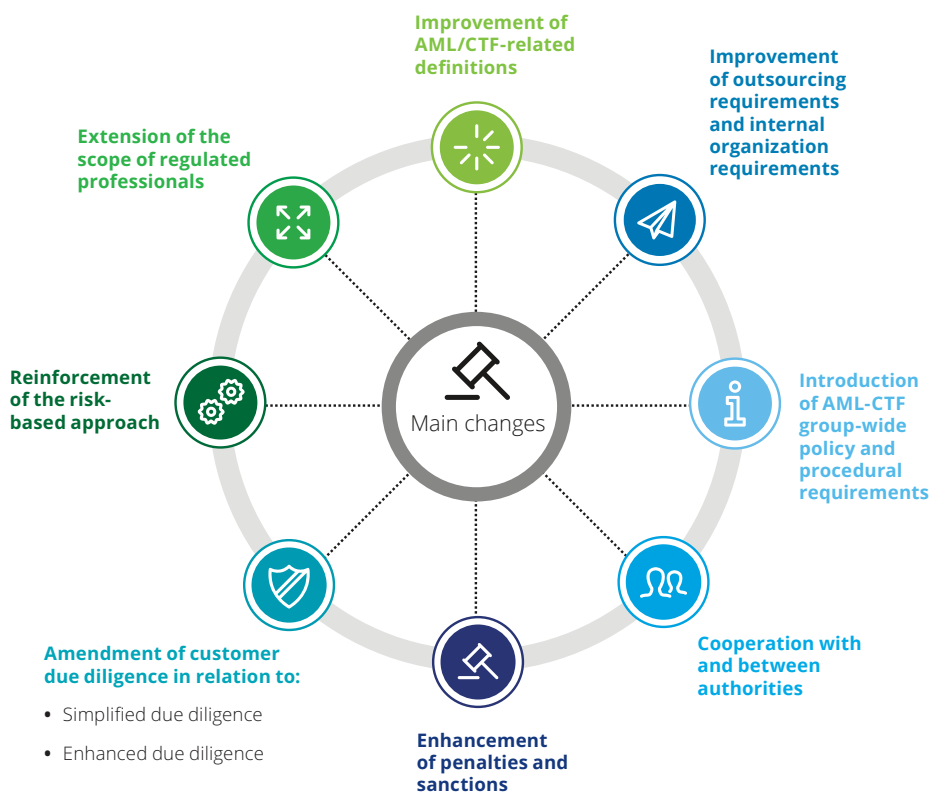 Improvement of
AML/CTF-related
definitions
Improvement
of outsourcing
requirements
and internal
organization
requirements
Extension of the
scope of regulated
professionals
Reinforcement
of the risk-
based approach
Main changes
Introduction
of AML-CTF
group-wide
policy and
procedural
requirements
Amendment of customer
due diligence in relation to:
• Simplified due diligence
• Enhanced due diligence
Cooperation with
and between
authorities
Enhancement
of penalties and
sanctions